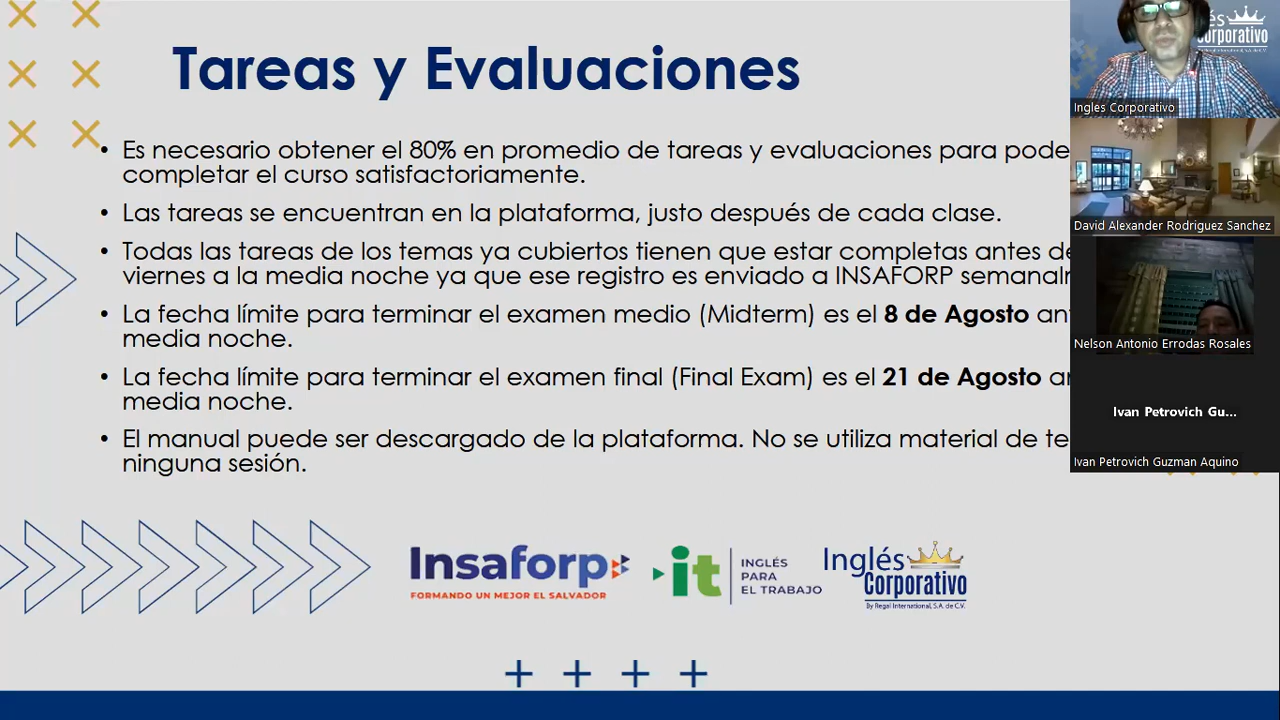 Tareas y Evaluaciones
• Es necesario obtener el 80% en promedio de tareas y evaluaciones para pode
completar el curso satisfactoriamente.
• Las tareas se encuentran en la plataforma, justo después de cada clase.
• Todas las tareas de los temas ya cubiertos tienen que estar completas antes de
viernes a la media noche ya que ese registro es enviado a INSAFORP semanal
• La fecha límite para terminar el examen medio (Midterm) es el 8 de Agosto an
media noche.
• La fecha límite para terminar el examen final (Final Exam) es el 21 de Agosto a
media noche.
• El manual puede ser descargado de la plataforma. No se utiliza material de te
ninguna sesión.
Insaforp
FORMANDO UN MEJOR EL SALVADOR
it
INGLÉS
PARA
EL TRABAJO
Inglés
Corporativo
By Regal International, S.A. de C.V.
és
Corporativo
Ingles Corporativo
David Alexander Rodriguez Sanchez
Nelson Antonio Errodas Rosales
Ivan Petrovich Gu...
Ivan Petrovich Guzman Aquino